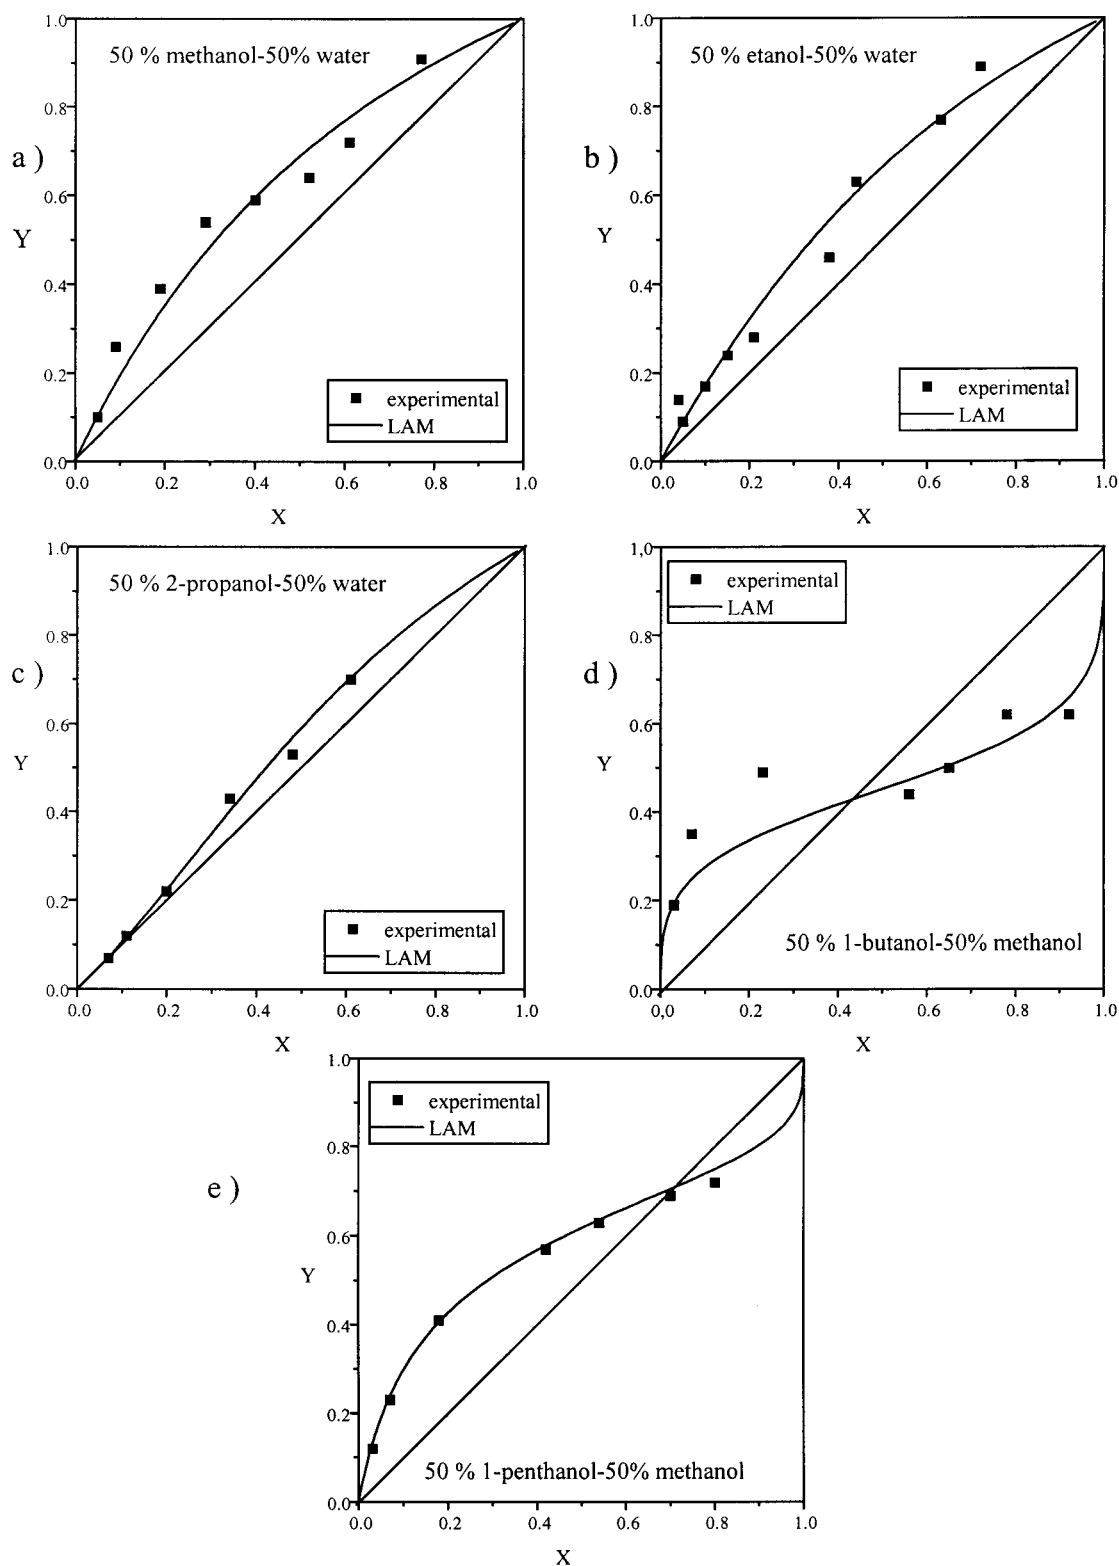 a )
50 % methanol-50% water
Y
1.0
0.8
0.6
0.4
0.2
0.0
experimental
LAM
0.0 0.2 0.4 0.6 0.8 1.0
X
b )
50 % etanol-50% water
Y
1.0
0.8
0.6
0.4
0.2
0.0
experimental
LAM
0.0 0.2 0.4 0.6 0.8 1.0
X
c )
50 % 2-propanol-50% water
Y
1.0
0.8
0.6
0.4
0.2
0.0
experimental
LAM
0.0 0.2 0.4 0.6 0.8 1.0
X
d )
experimental
LAM
Y
1,0
0.8
0.6
0.4
0.2
0.0
50 % 1-butanol-50% methanol
0,0 0.2 0.4 0.6 0.8 1.0
X
e )
experimental
LAM
Y
1.0
0.8
0.6
0.4
0.2
0.0
50 % 1-penthanol-50% methanol
0.0 0.2 0.4 0.6 0.8 1.0
X